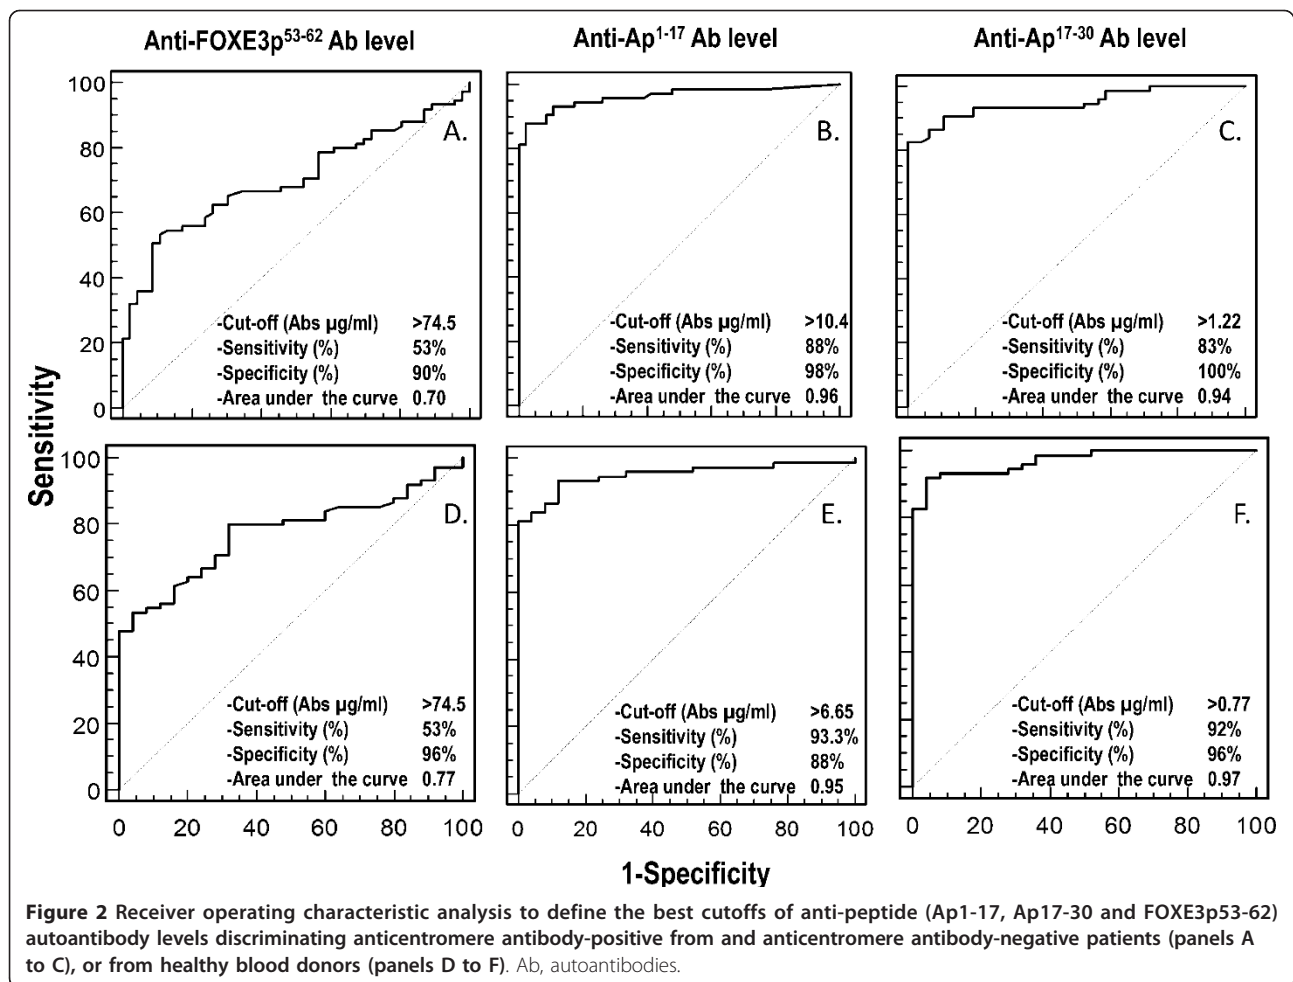 Anti-FOXE3p53-62 Ab level
Anti-Ap1-17 Ab level
Anti-Ap17-30 Ab level
Sensitivity
100
80
60
40
20
0
A.
-Cut-off (Abs µg/ml) >74.5
-Sensitivity (%) 53%
-Specificity (%) 90%
-Area under the curve 0.70
B.
-Cut-off (Abs µg/ml) >10.4
-Sensitivity (%) 88%
-Specificity (%) 98%
-Area under the curve 0.96
C.
-Cut-off (Abs µg/ml) >1.22
-Sensitivity (%) 83%
-Specificity (%) 100%
-Area under the curve 0.94
100
80
60
40
20
0
D.
-Cut-off (Abs µg/ml) >74.5
-Sensitivity (%) 53%
-Specificity (%) 96%
-Area under the curve 0.77
E.
-Cut-off (Abs µg/ml) >6.65
-Sensitivity (%) 93.3%
-Specificity (%) 88%
-Area under the curve 0.95
F.
-Cut-off (Abs µg/ml) >0.77
-Sensitivity (%) 92%
-Specificity (%) 96%
-Area under the curve 0.97
0 20 40 60 80 100
0 20 40 60 80 100
0 20 40 60 80 100
1-Specificity
Figure 2 Receiver operating characteristic analysis to define the best cutoffs of anti-peptide (Ap1-17, Ap17-30 and FOXE3p53-62)
autoantibody levels discriminating anticentromere antibody-positive from and anticentromere antibody-negative patients (panels A
to C), or from healthy blood donors (panels D to F). Ab, autoantibodies.